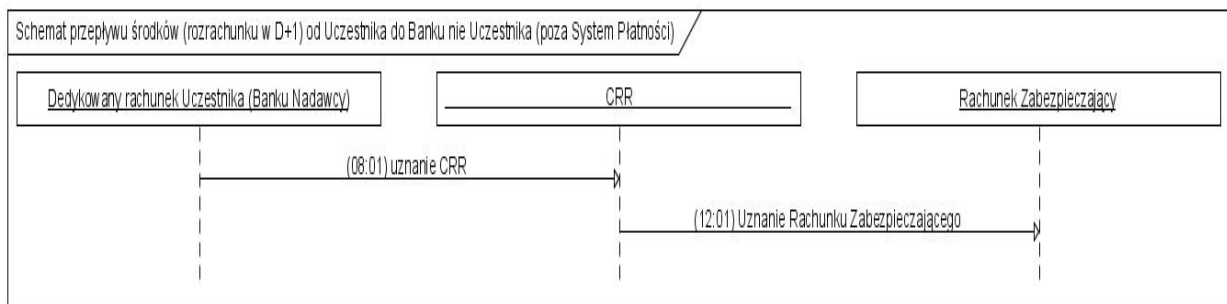 Schemat przepływu środków (rozrachunku w D+1) od Uczestnika do Banku nie Uczestnika (poza System Płatności)
Dedykowany rachunek Uczestnika (Banku Nadawcy)
CRR
Rachunek Zabezpieczający
(08:01) uznanie CRR
(12:01) Uznanie Rachunku Zabezpieczającego